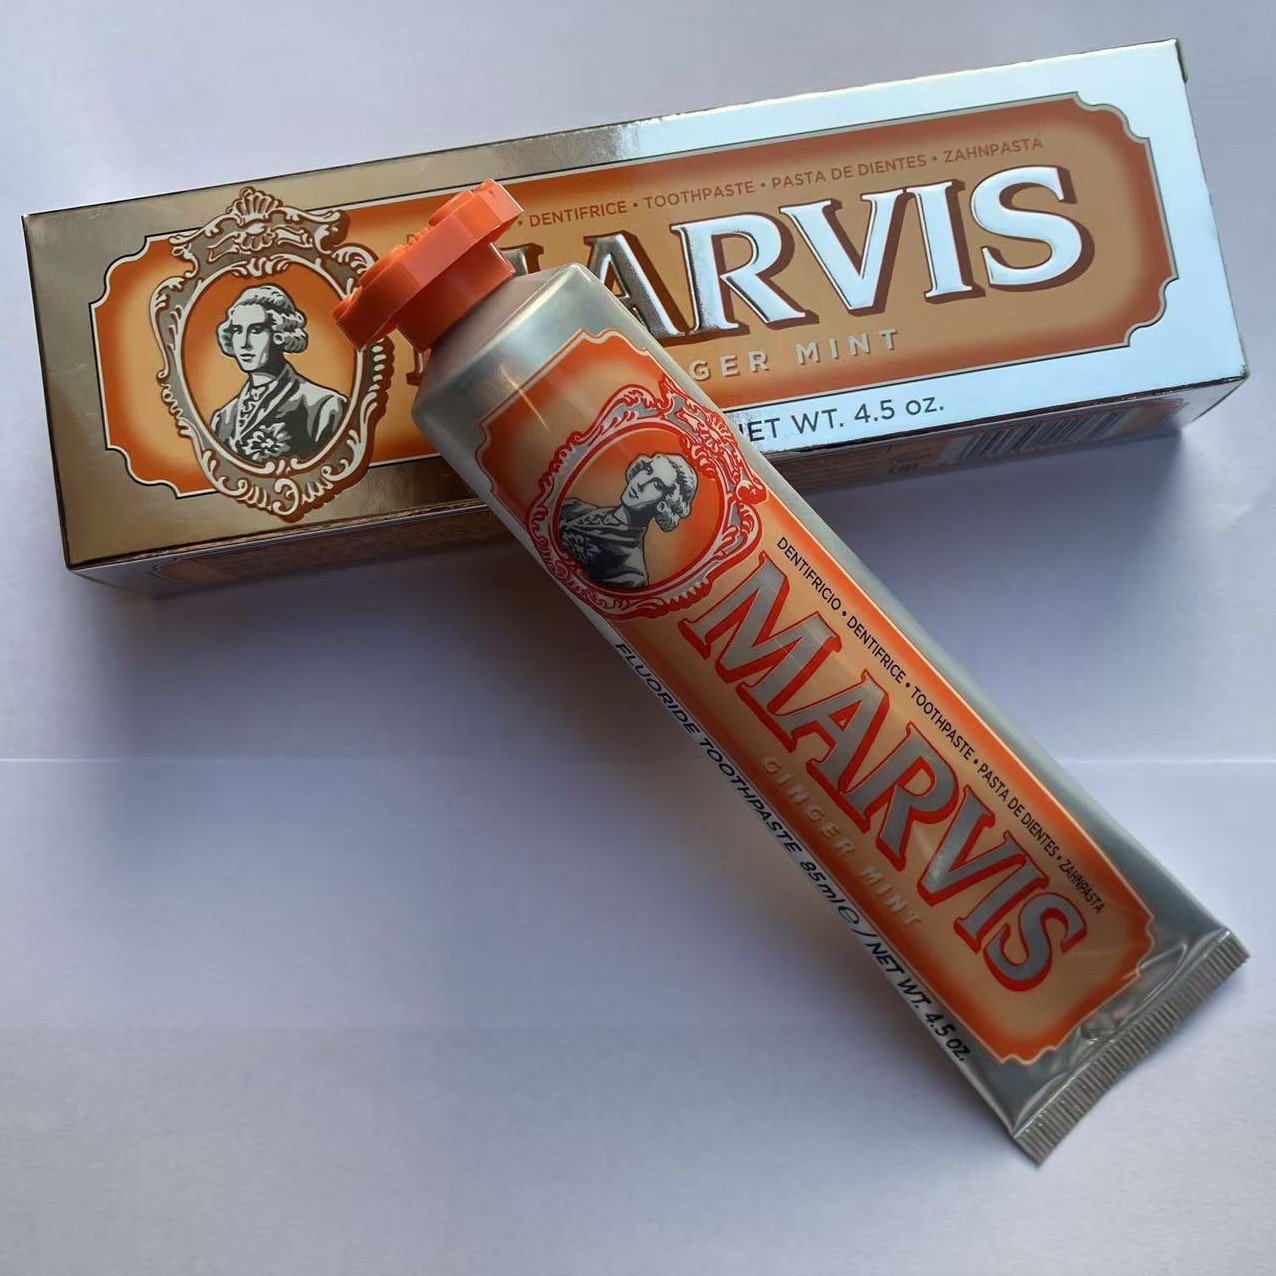 DENTIFRICE • TOOTHPASTE • PASTA DE DIENTES • ZAHNPASTA
MARVIS
GER MINT
ET WT. 4.5 oz.
DENTIFRICIO • DENTIFRICE • TOOTHPASTE • PASTA DE DIENTES • ZAHNPASTA
MARVIS
GINGER MINT
FLUORIDE TOOTHPASTE 85ml℮/NET WT. 4.5 oz.